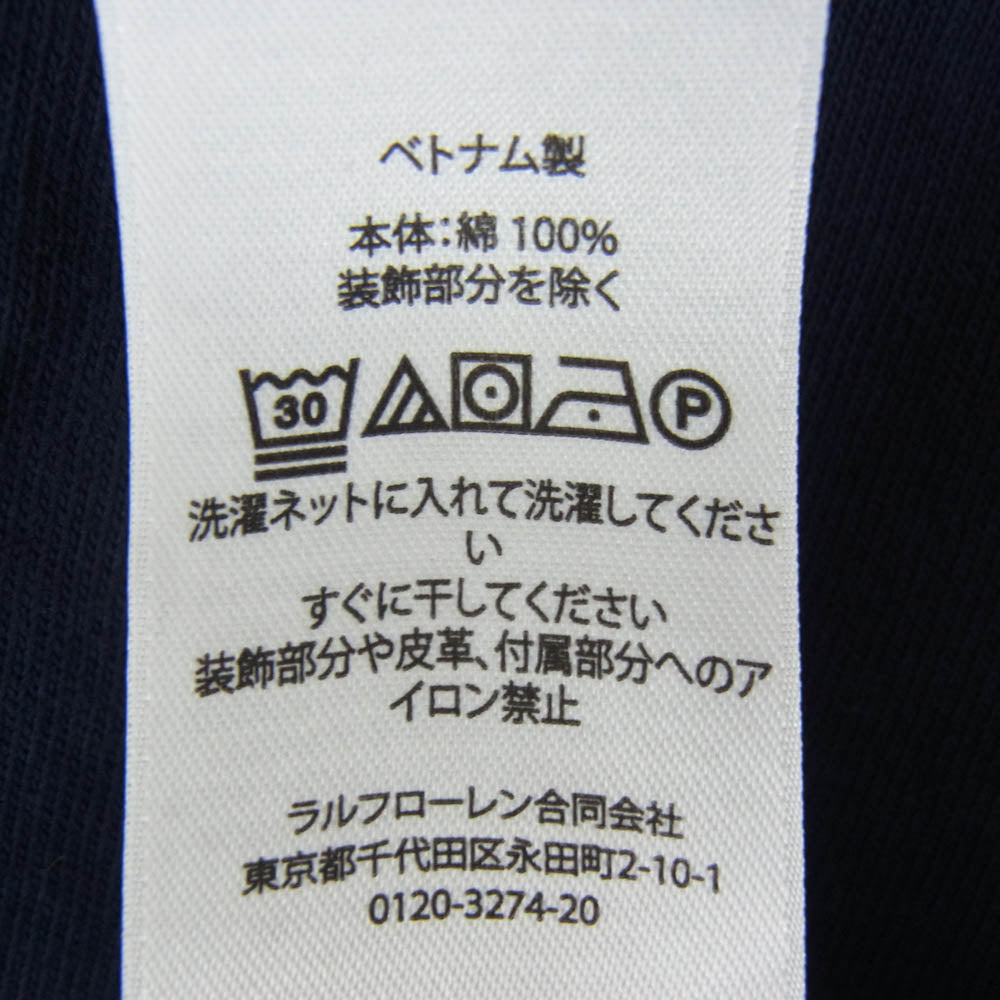 ベトナム製
本体:綿 100%
装飾部分を除く
30 P
洗濯ネットに入れて洗濯してくださ
い
すぐに干してください
装飾部分や皮革、付属部分へのア
イロン禁止
ラルフローレン合同会社
東京都千代田区永田町2-10-1
0120-3274-20